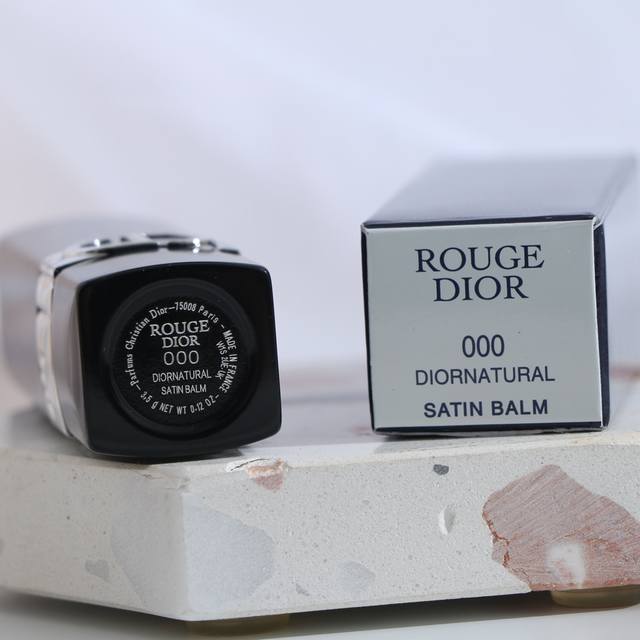 Parfums Christian Dior—75008 Paris – MADE IN FRANCE
ROUGE
DIOR
000
DIORNATURAL
SATIN BALM
3,5 g NET WT 0·12 OZ
ROUGE
DIOR
000
DIORNATURAL
SATIN BALM